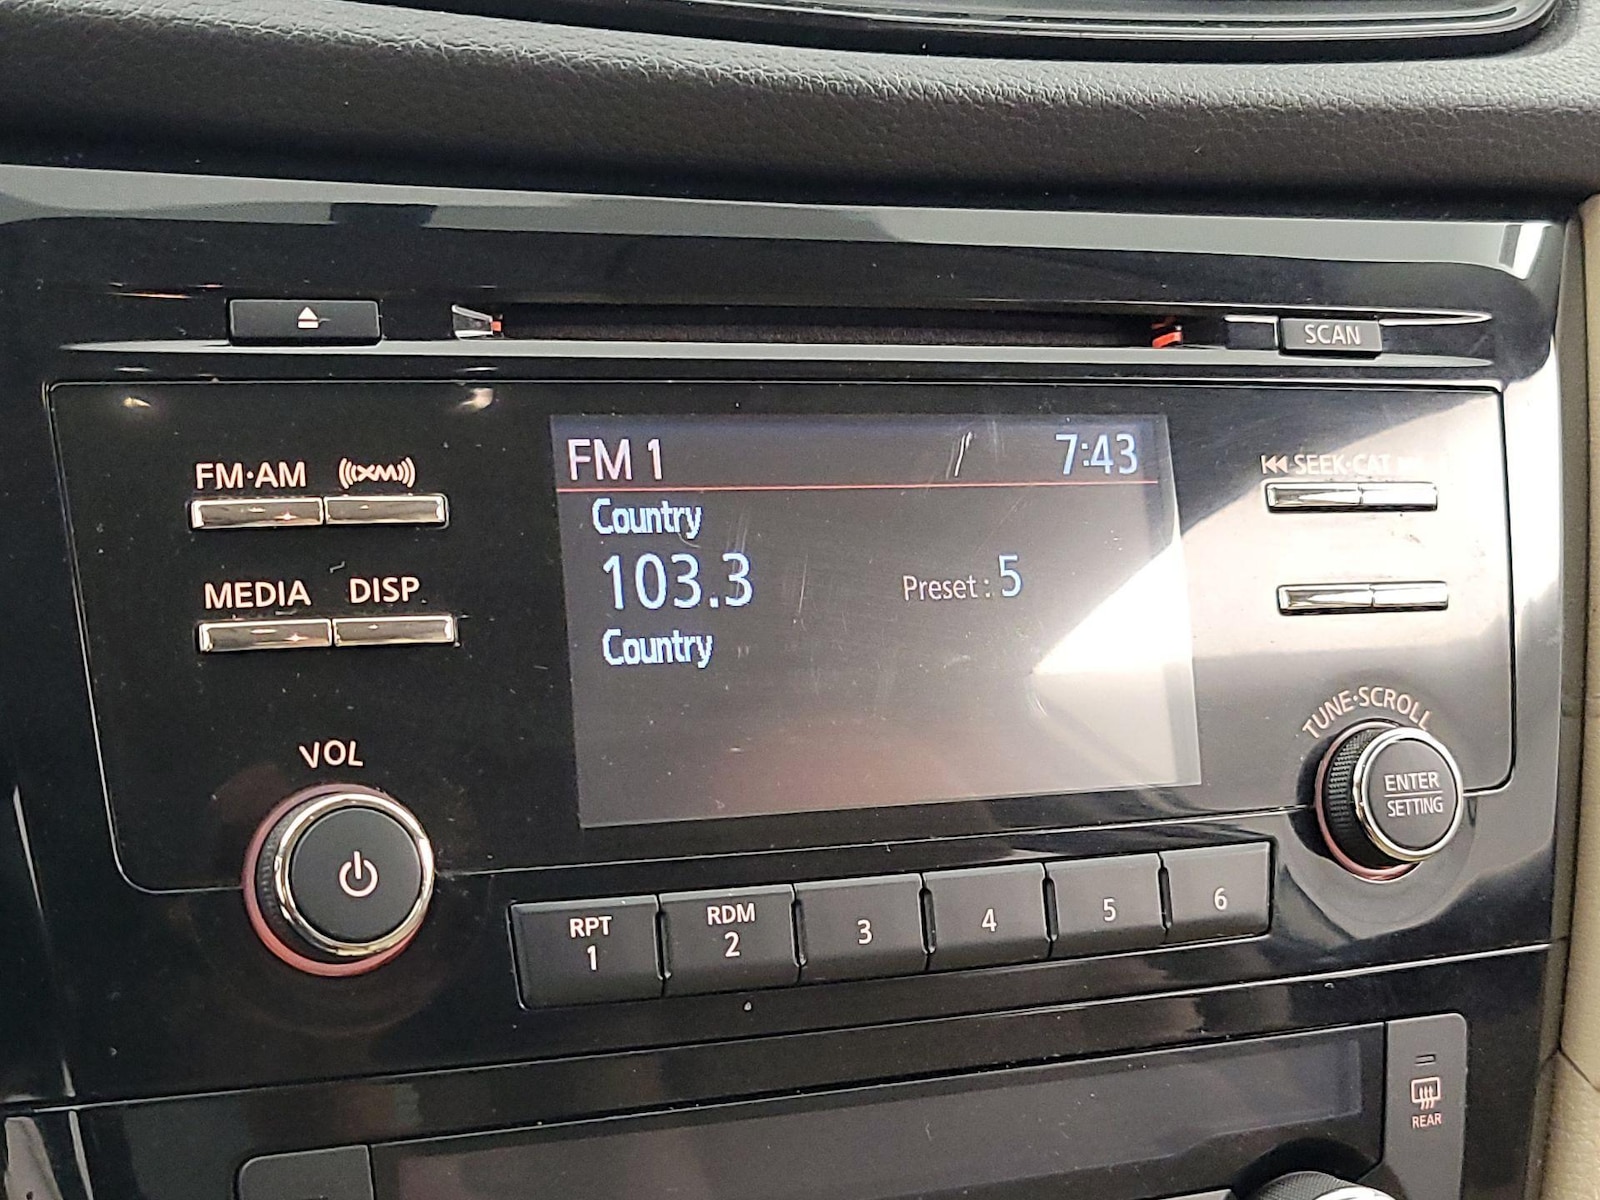 SCAN
FM·AM
((XM))
FM 1
7:43
SEEK·CAT
Country
103.3
Preset : 5
Country
MEDIA
DISP
VOL
TUNE·SCROLL
ENTER
SETTING
RPT
1
RDM
2
3
4
5
6
REAR